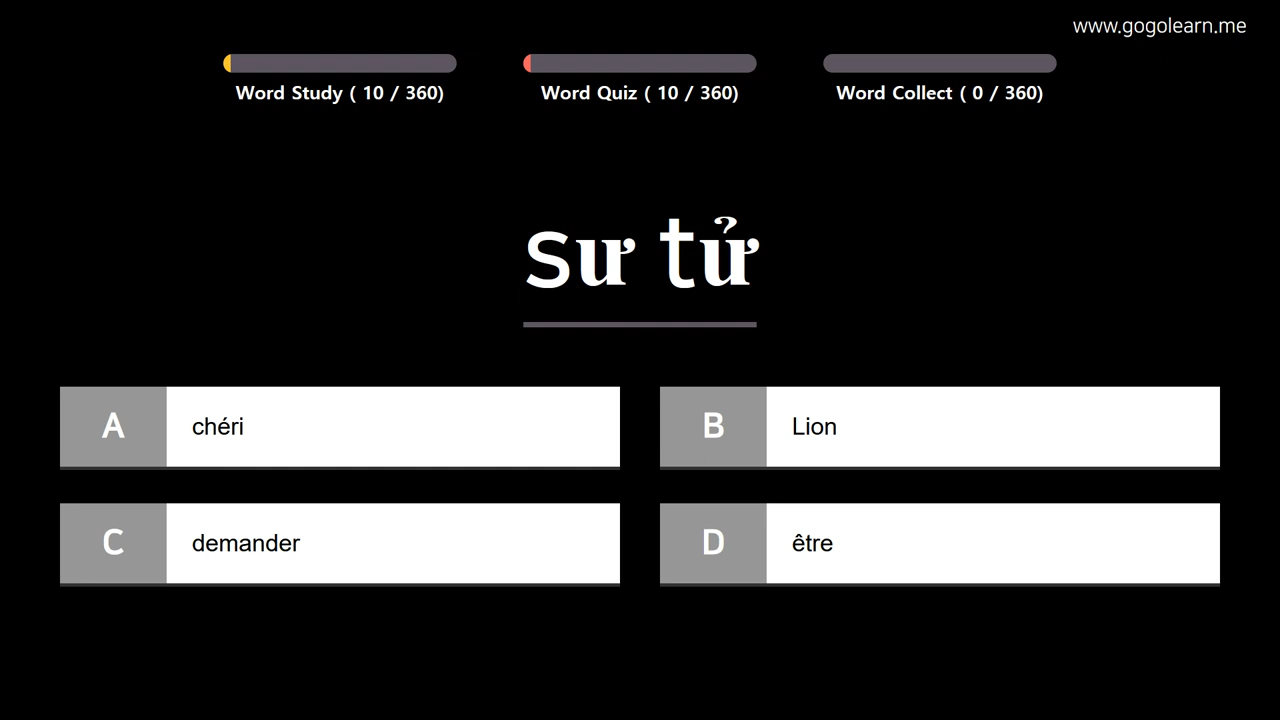 www.gogolearn.me
Word Study ( 10 / 360)
Word Quiz ( 10 / 360)
Word Collect ( 0 / 360)
sư tử
A chéri
B Lion
C demander
D être